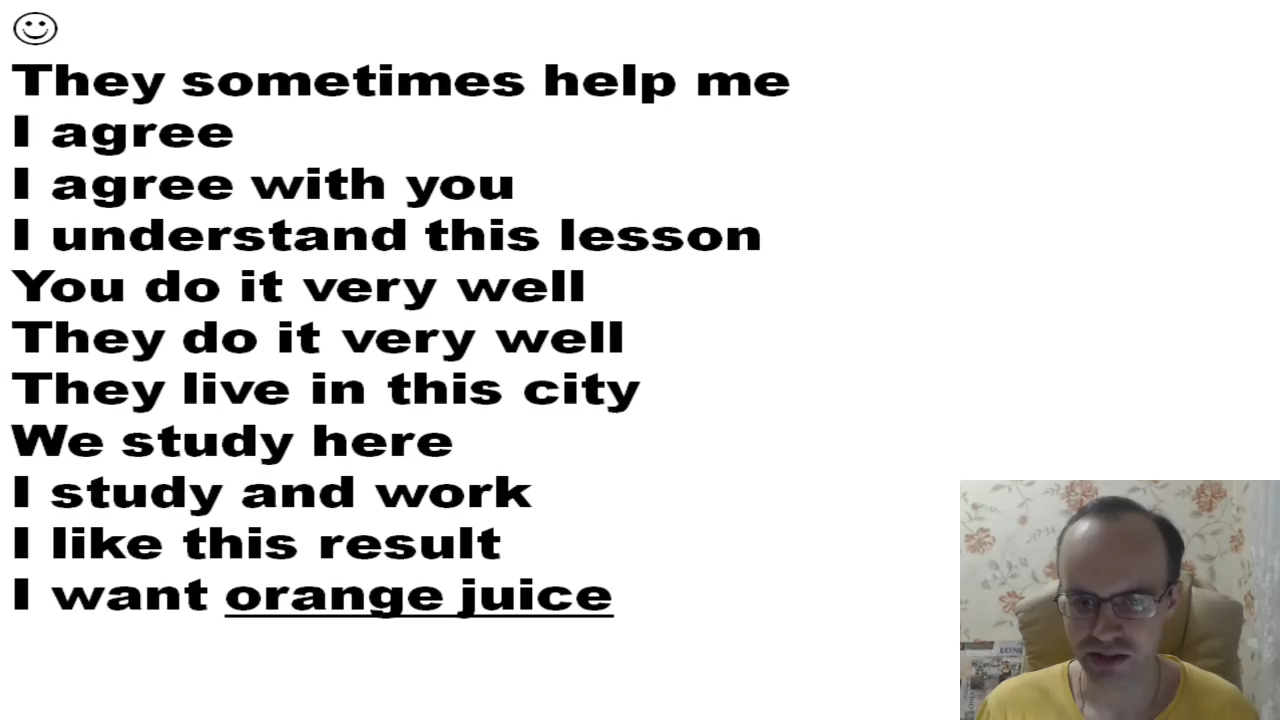 They sometimes help me
I agree
I agree with you
I understand this lesson
You do it very well
They do it very well
They live in this city
We study here
I study and work
I like this result
I want orange juice